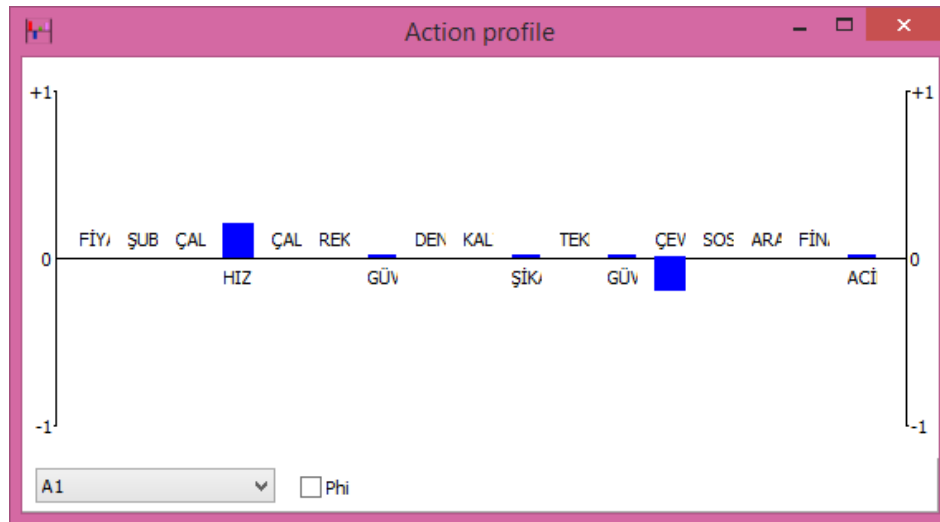 Action profile
+1 +1
FİY ŞUB ÇAL ÇAL REK DEN KAL TEK ÇEV SOS ARA FİN
0 0
HIZ GÜV ŞİK GÜV ACİ
-1 -1
A1 Phi